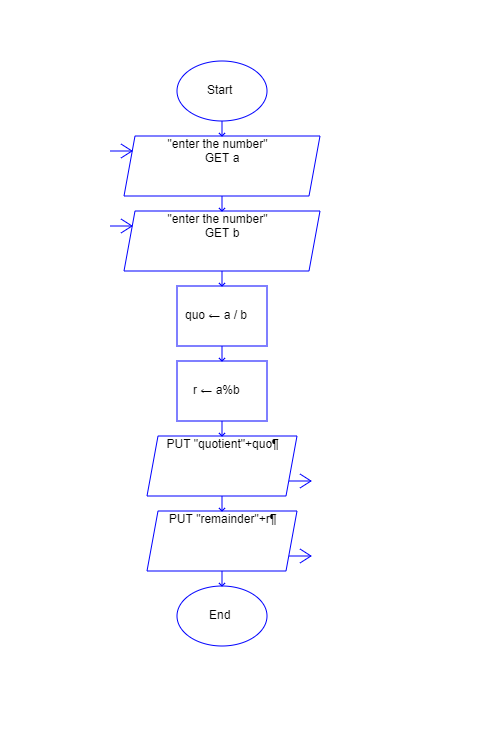 Start
"enter the number"
GET a
"enter the number"
GET b
quo ← a / b
r ← a%b
PUT "quotient"+quo¶
PUT "remainder"+r¶
End